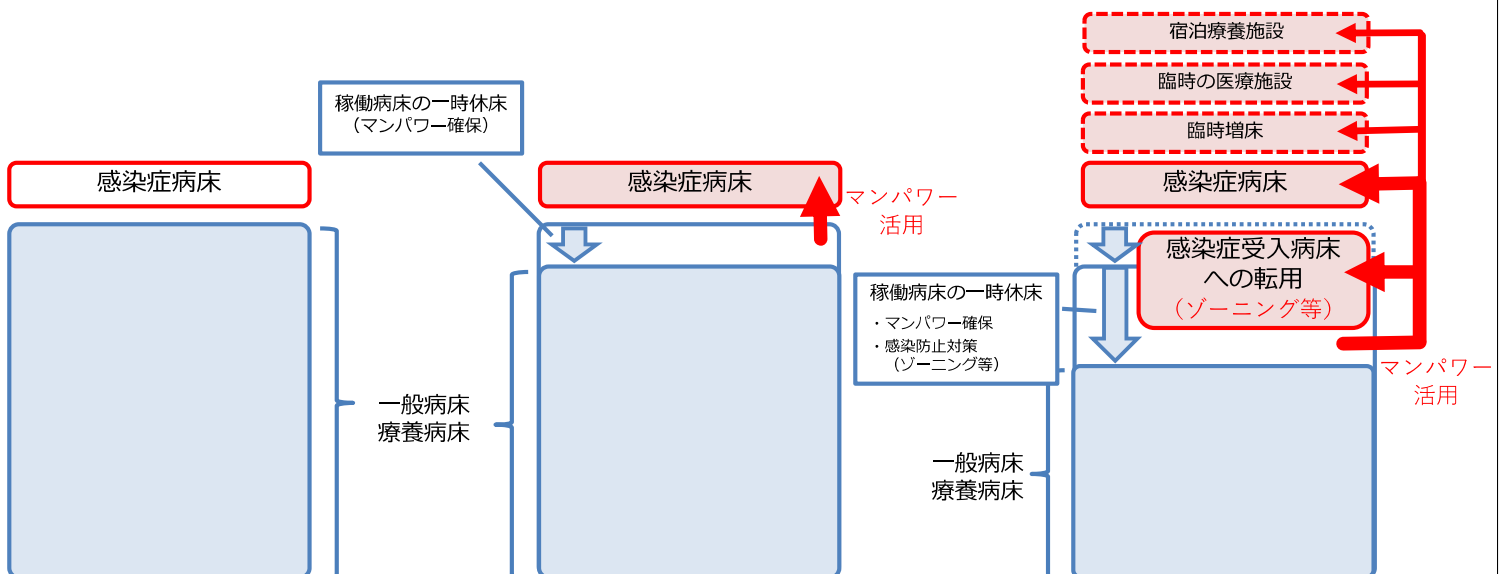 宿泊療養施設
臨時の医療施設
臨時増床
稼働病床の一時休床
（マンパワー確保）
感染症病床
感染症病床
マンパワー
活用
感染症病床
感染症受入病床
への転用
（ゾーニング等）
稼働病床の一時休床
・マンパワー確保
・感染防止対策
（ゾーニング等）
マンパワー
活用
一般病床
療養病床
一般病床
療養病床